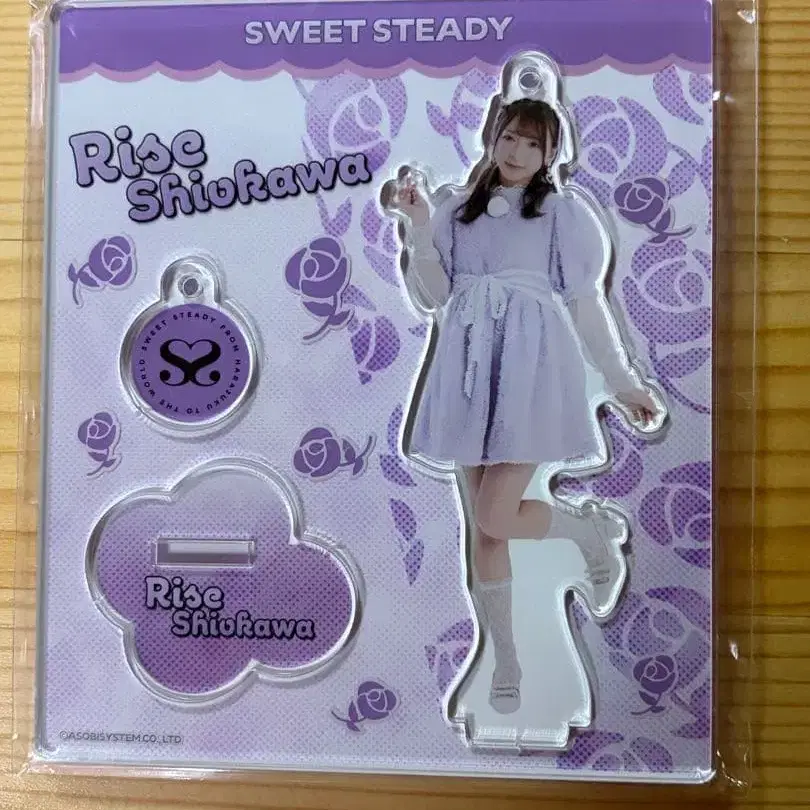 SWEET STEADY
Rise
Shiokawa
SWEET STEADY FROM HARAJUKU TO THE WORLD
Rise
Shiokawa
©ASOBISYSTEM.CO.,LTD.